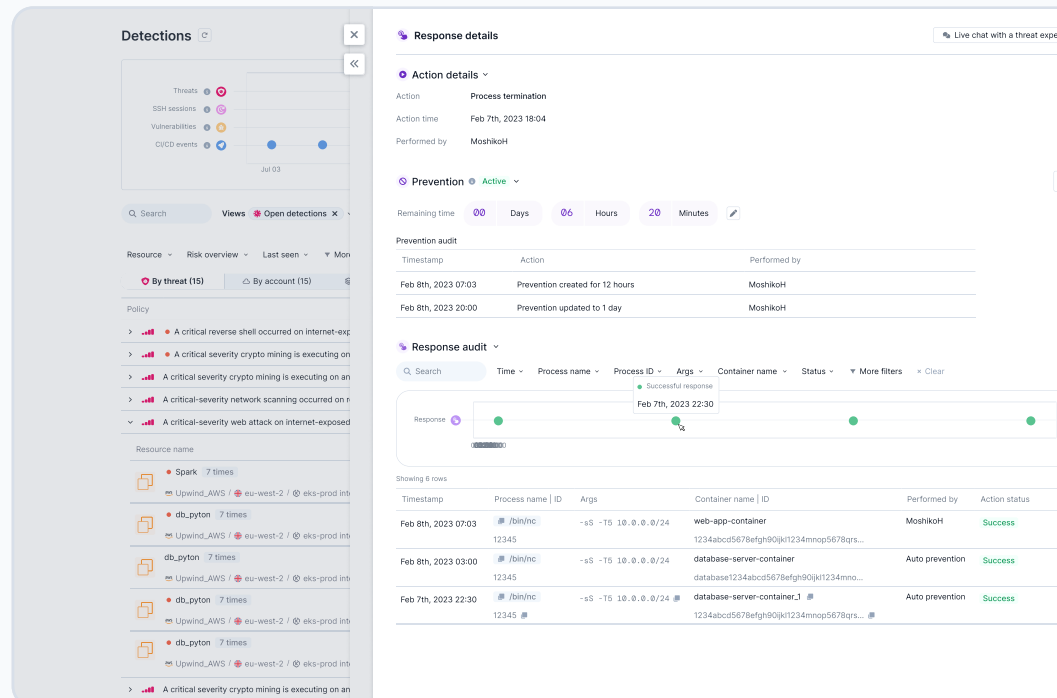 Detections
Threats
SSH sessions
Vulnerabilities
CI/CD events
Jul 03
Search
Views
Open detections
Resource
Risk overview
Last seen
More
By threat (15)
By account (15)
Policy
A critical reverse shell occurred on internet-exp
A critical severity crypto mining is executing on
A critical severity crypto mining is executing on an
A critical-severity network scanning occurred on
A critical-severity web attack on internet-exposed
Resource name
Spark 7 times
Upwind_AWS / eu-west-2 / eks-prod inte
db_pyton 7 times
Upwind_AWS / eu-west-2 / eks-prod inte
db_pyton 7 times
Upwind_AWS / eu-west-2 / eks-prod inte
db_pyton 7 times
Upwind_AWS / eu-west-2 / eks-prod inte
db_pyton 7 times
Upwind_AWS / eu-west-2 / eks-prod inte
A critical severity crypto mining is executing on an
Response details
Live chat with a threat expe
Action details
Action Process termination
Action time Feb 7th, 2023 18:04
Performed by MoshikoH
Prevention Active
Remaining time 00 Days 06 Hours 20 Minutes
Prevention audit
Timestamp Action Performed by
Feb 8th, 2023 07:03 Prevention created for 12 hours MoshikoH
Feb 8th, 2023 20:00 Prevention updated to 1 day MoshikoH
Response audit
Search Time Process name Process ID Args Container name Status More filters Clear
Successful response
Feb 7th, 2023 22:30
Response
Showing 6 rows
Timestamp Process name | ID Args Container name | ID Performed by Action status
Feb 8th, 2023 07:03 /bin/nc -sS -T5 10.0.0.0/24 web-app-container MoshikoH Success
12345 1234abcd5678efgh90ijkl1234mnop5678qrs...
Feb 8th, 2023 03:00 /bin/nc -sS -T5 10.0.0.0/24 database-server-container Auto prevention Success
12345 database1234abcd5678efgh90ijkl1234mno...
Feb 7th, 2023 22:30 /bin/nc -sS -T5 10.0.0.0/24 database-server-container_1 Auto prevention Success
12345 1234abcd5678efgh90ijkl1234mnop5678qrs...